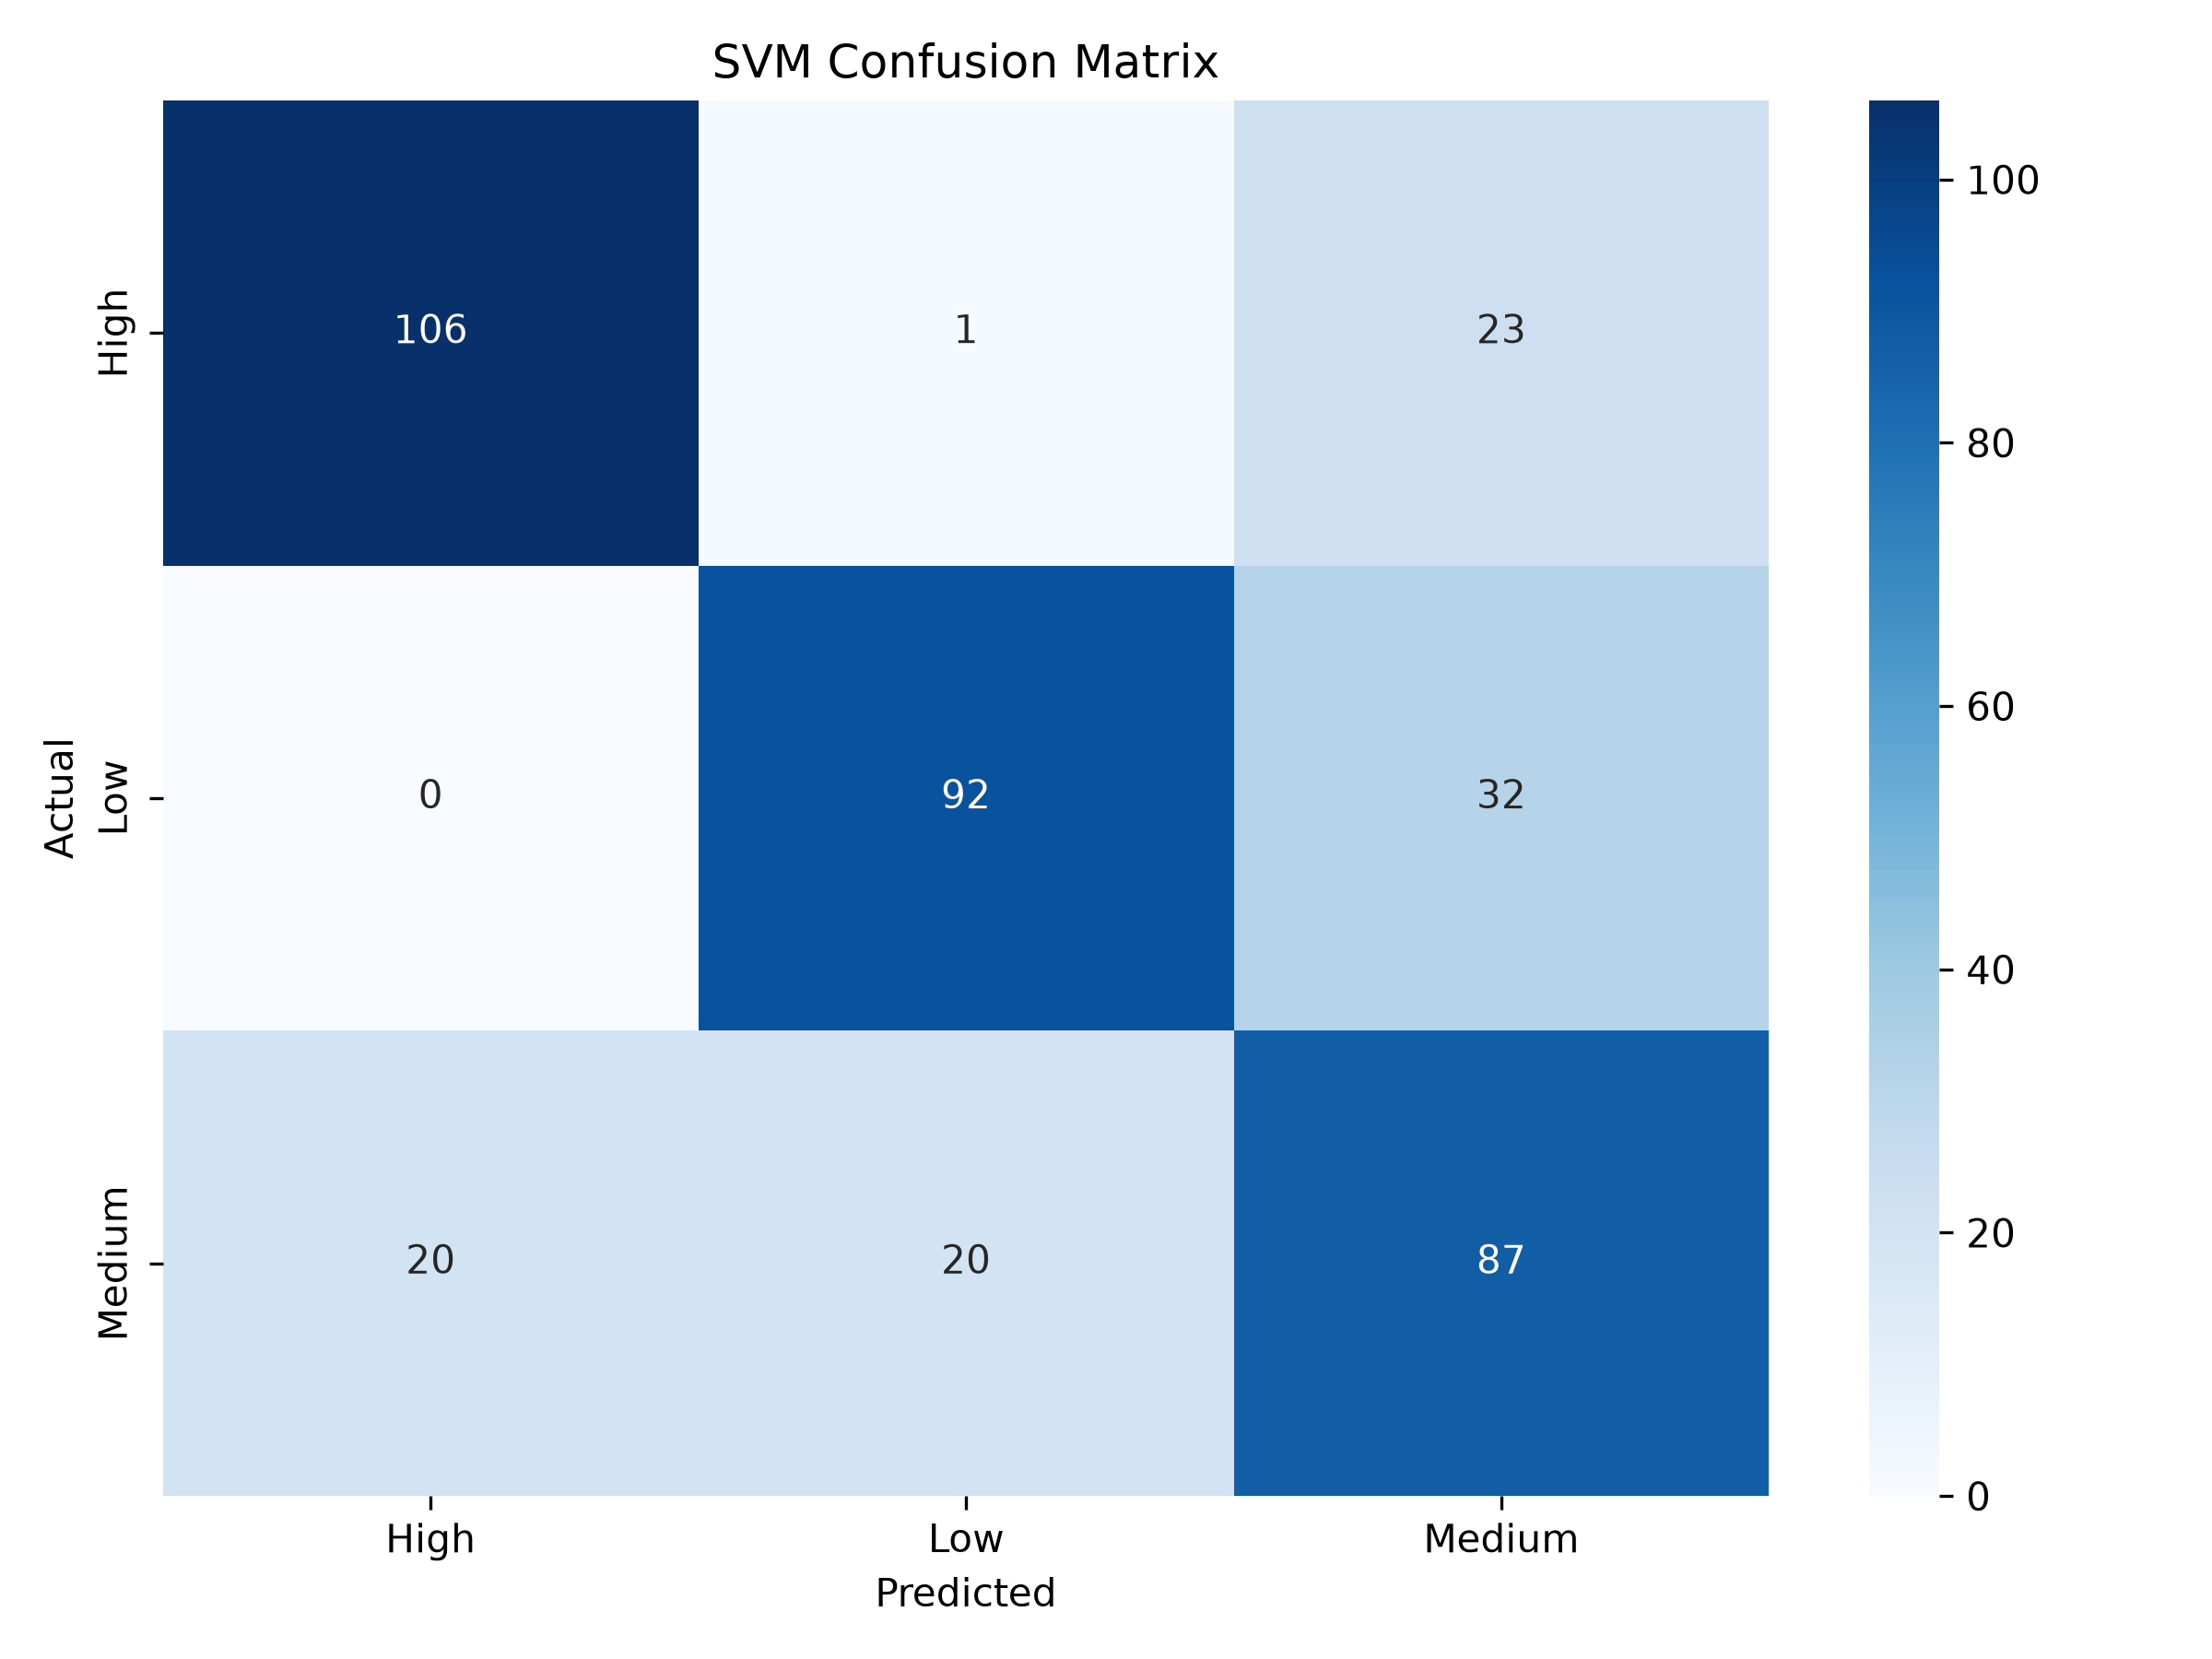 SVM Confusion Matrix
Actual
High
106 1 23
Low
0 92 32
Medium
20 20 87
High Low Medium
Predicted
100
80
60
40
20
0